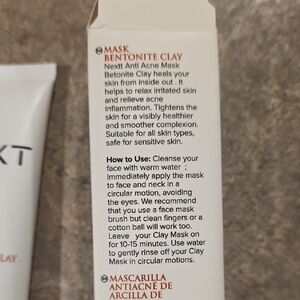 MASK
BENTONITE CLAY
Nextt Anti Acne Mask
Betonite Clay heals your
skin from inside out . It
helps to relax irritated skin
and relieve acne
inflammation. Tightens the
skin for a visibly healthier
and smoother complexion.
Suitable for all skin types,
safe for sensitive skin.
How to Use: Cleanse your
face with warm water ;
Immediately apply the mask
to face and neck in a
circular motion, avoiding
the eyes. We recommend
that you use a face mask
brush but clean fingers or a
cotton ball will work too.
Leave your Clay Mask on
for 10-15 minutes. Use water
to gently rinse off your Clay
Mask in circular motions.
MASCARILLA
ANTIACNÉ DE
ARCILLA DE
XT
LAY